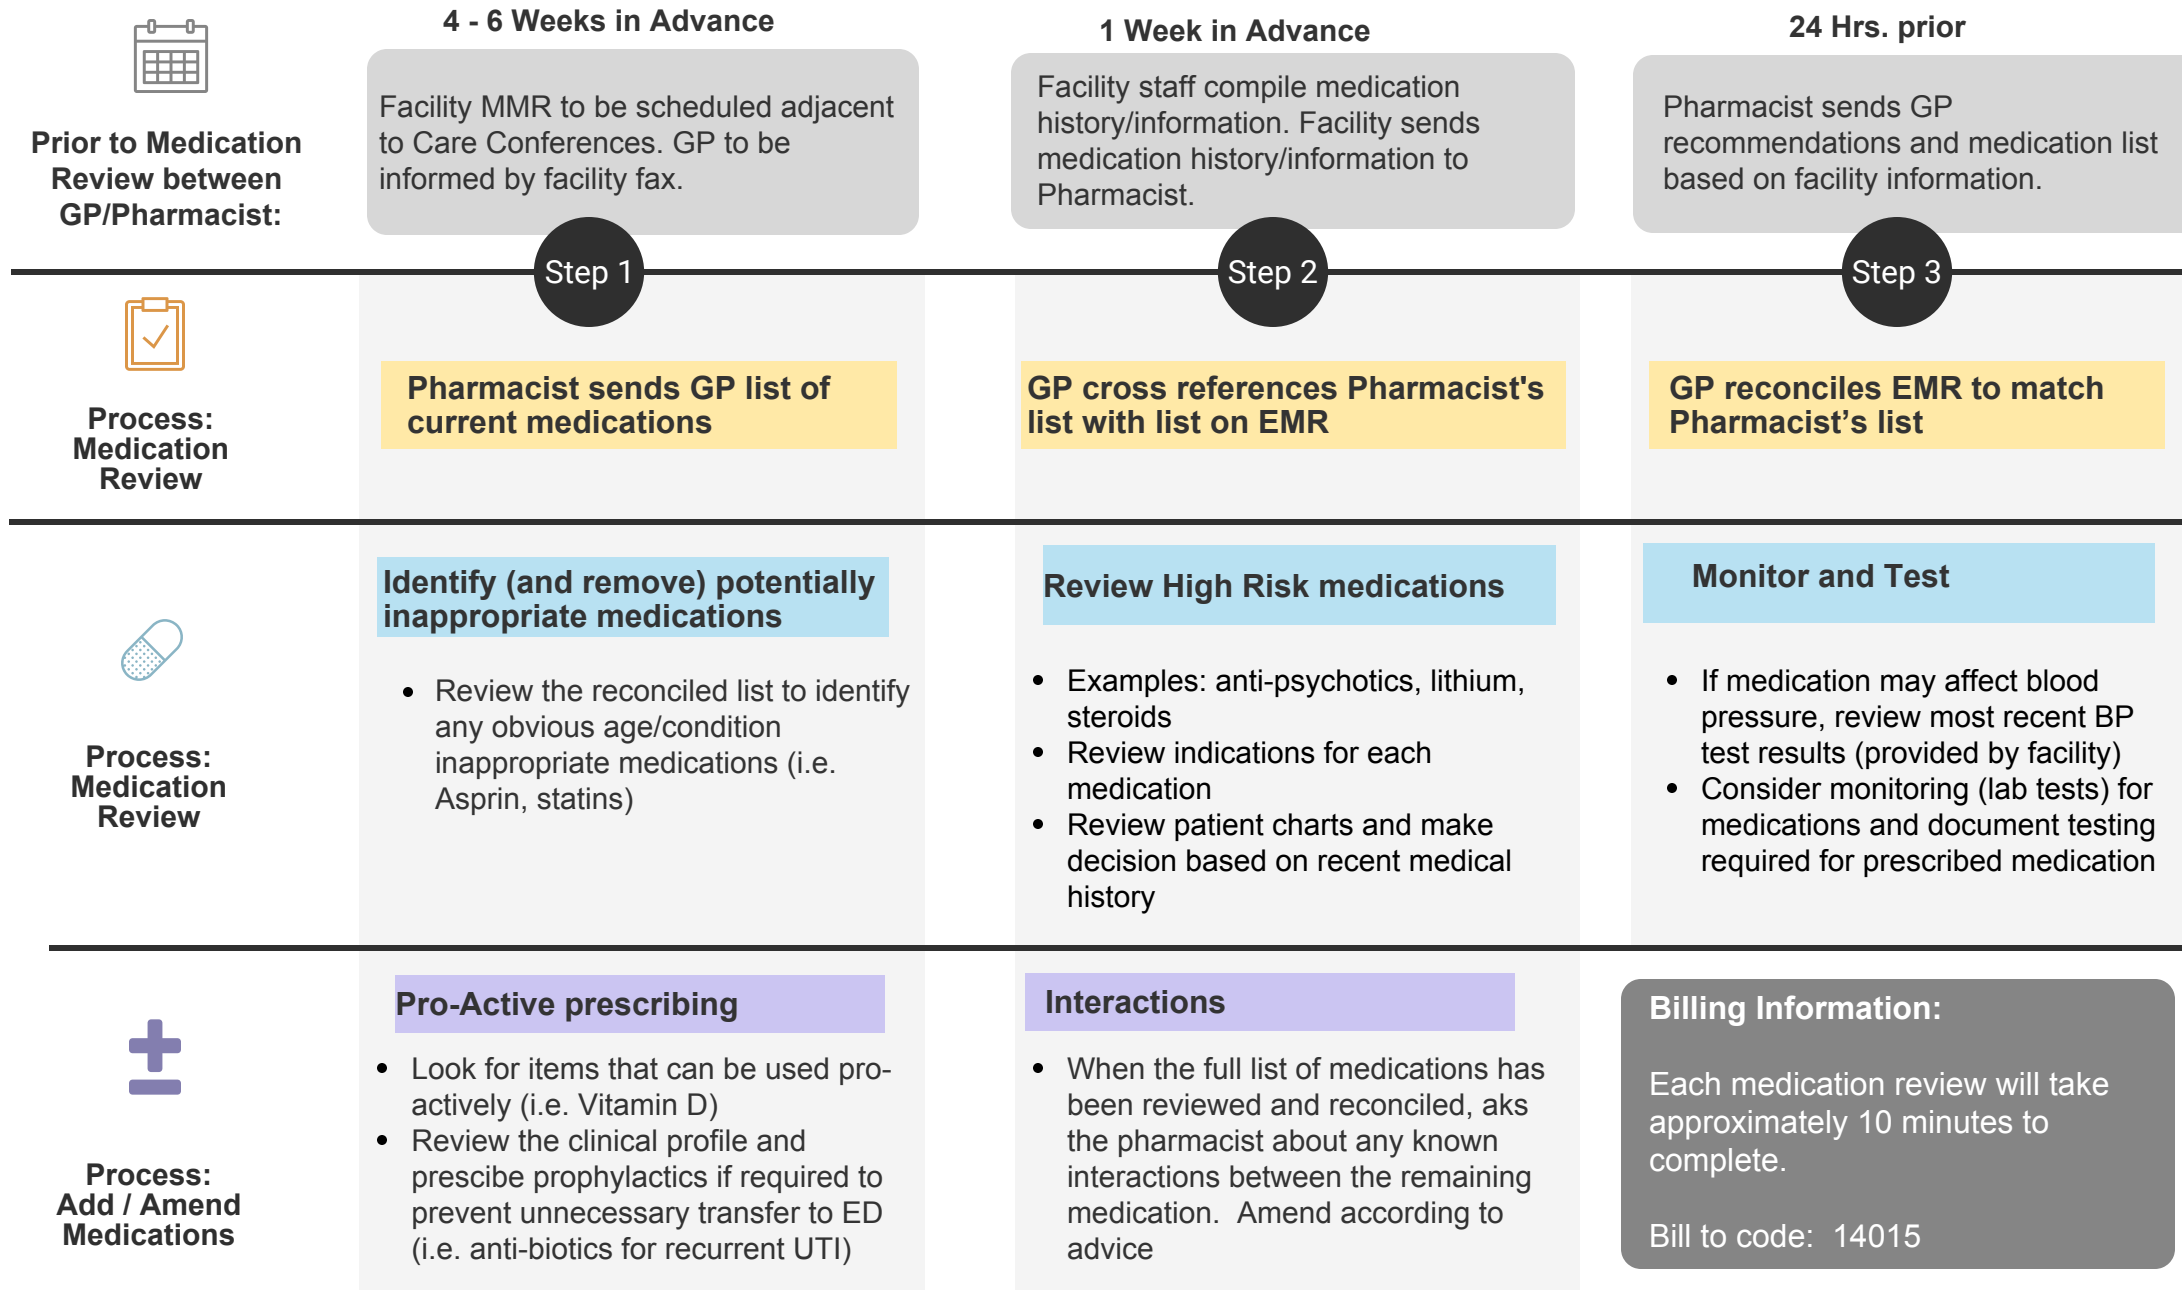 4 - 6 Weeks in Advance
1 Week in Advance
24 Hrs. prior
Prior to Medication
Review between
GP/Pharmacist:
Facility MMR to be scheduled adjacent
to Care Conferences. GP to be
informed by facility fax.
Facility staff compile medication
history/information. Facility sends
medication history/information to
Pharmacist.
Pharmacist sends GP
recommendations and medication list
based on facility information.
Step 1
Step 2
Step 3
Process:
Medication
Review
Pharmacist sends GP list of
current medications
GP cross references Pharmacist's
list with list on EMR
GP reconciles EMR to match
Pharmacist’s list
Process:
Medication
Review
Identify (and remove) potentially
inappropriate medications
• Review the reconciled list to identify
any obvious age/condition
inappropriate medications (i.e.
Asprin, statins)
Review High Risk medications
• Examples: anti-psychotics, lithium,
steroids
• Review indications for each
medication
• Review patient charts and make
decision based on recent medical
history
Monitor and Test
• If medication may affect blood
pressure, review most recent BP
test results (provided by facility)
• Consider monitoring (lab tests) for
medications and document testing
required for prescribed medication
Process:
Add / Amend
Medications
Pro-Active prescribing
• Look for items that can be used pro-
actively (i.e. Vitamin D)
• Review the clinical profile and
prescibe prophylactics if required to
prevent unnecessary transfer to ED
(i.e. anti-biotics for recurrent UTI)
Interactions
• When the full list of medications has
been reviewed and reconciled, aks
the pharmacist about any known
interactions between the remaining
medication.  Amend according to
advice
Billing Information:
Each medication review will take
approximately 10 minutes to
complete.
Bill to code:  14015